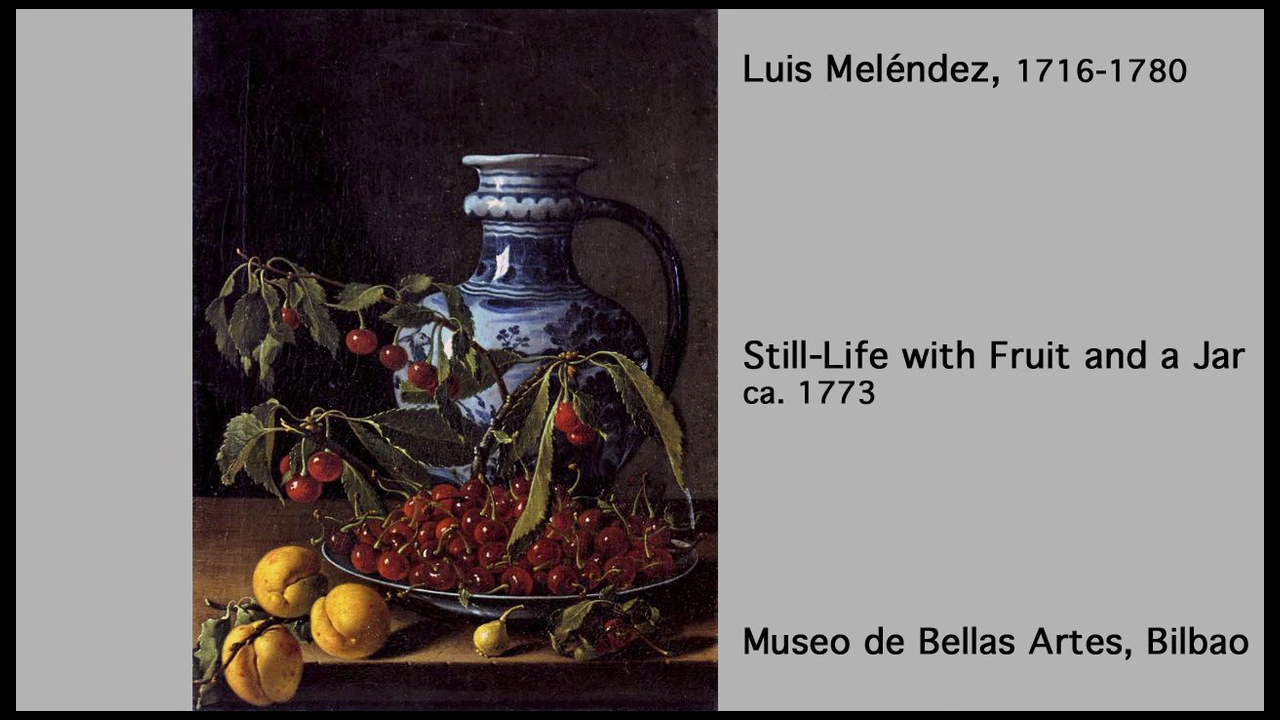 Luis Meléndez, 1716-1780
Still-Life with Fruit and a Jar
ca. 1773
Museo de Bellas Artes, Bilbao